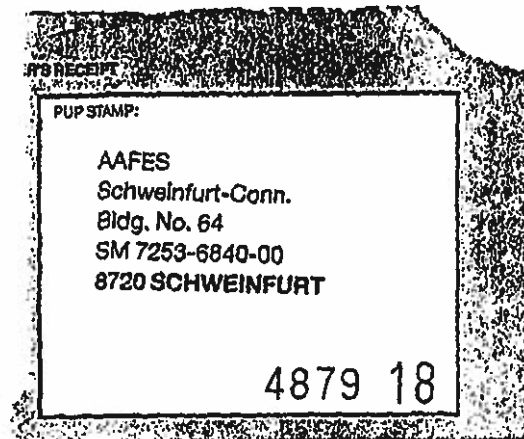 R'S RECEIPT
PUP STAMP:
AAFES
Schweinfurt-Conn.
Bldg. No. 64
SM 7253-6840-00
8720 SCHWEINFURT
4879 18